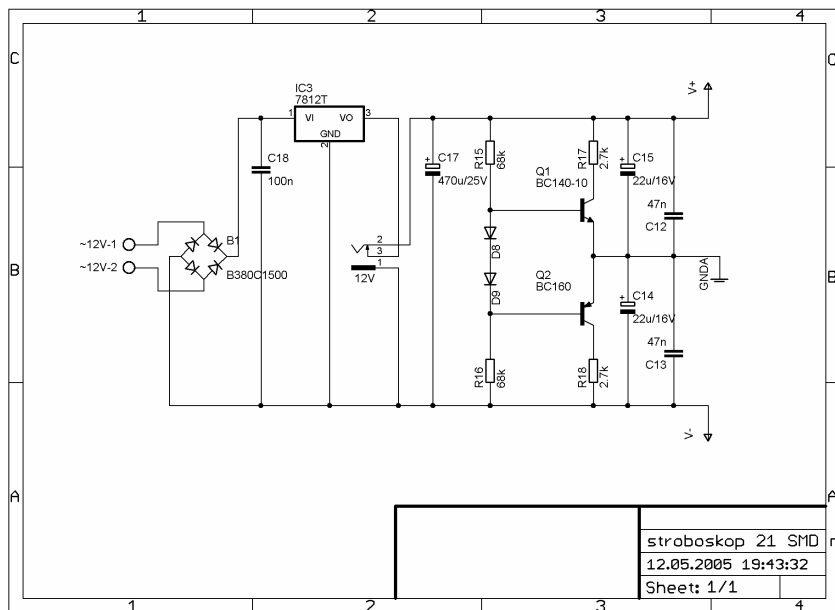 1 2 3 4
C C
IC3
7812T
1 VI VO 3
GND
2
V+
C18
100n
C17
470u/25V
R15
68k
Q1
BC140-10
R17
2.7k
C15
22u/16V
47n
C12
~12V-1
~12V-2
B1
B380C1500
2
3
1
12V
D8
D9
Q2
BC160
GNDA
C14
22u/16V
47n
C13
B B
R16
68k
R18
2.7k
V-
A A
stroboskop 21 SMD
12.05.2005 19:43:32
Sheet: 1/1
1 2 3 4